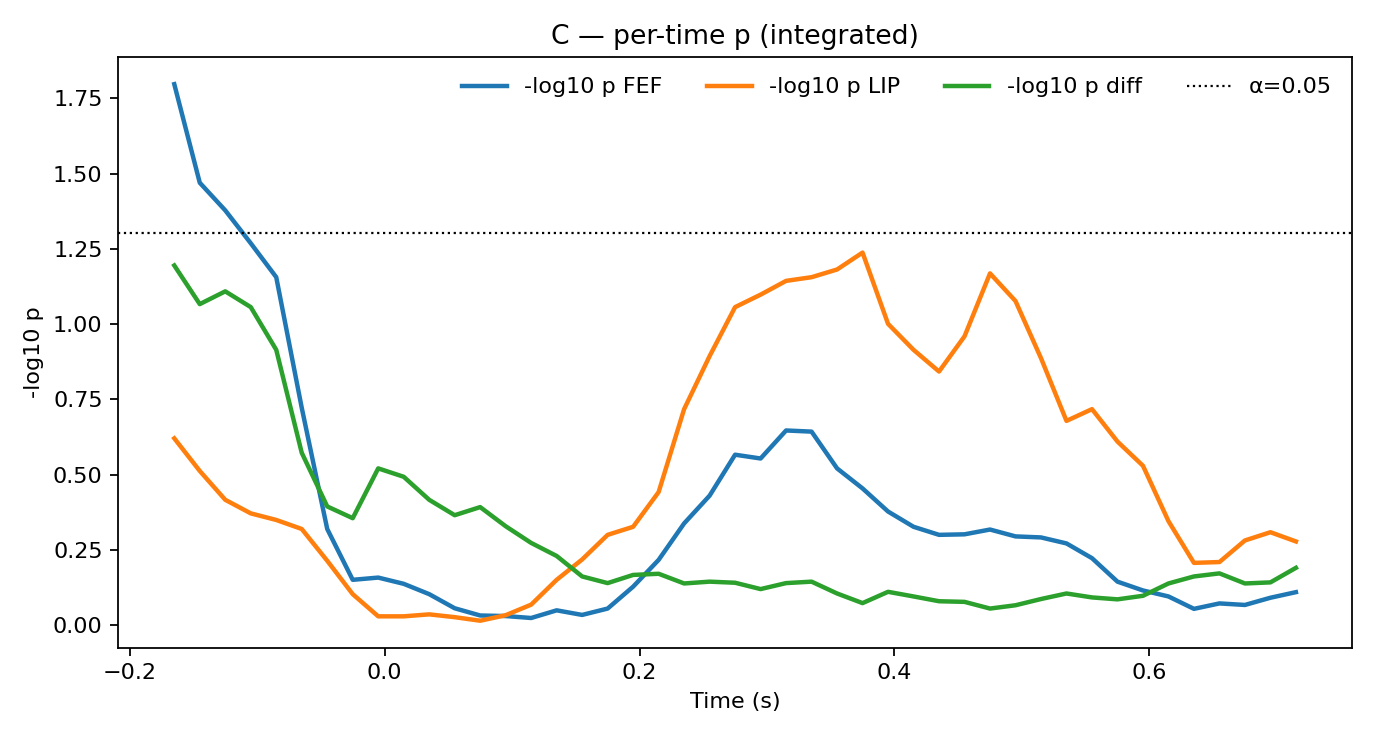 C — per-time p (integrated)
-log10 p FEF
-log10 p LIP
-log10 p diff
α=0.05
1.75
1.50
1.25
1.00
0.75
0.50
0.25
0.00
-log10 p
−0.2
0.0
0.2
0.4
0.6
Time (s)